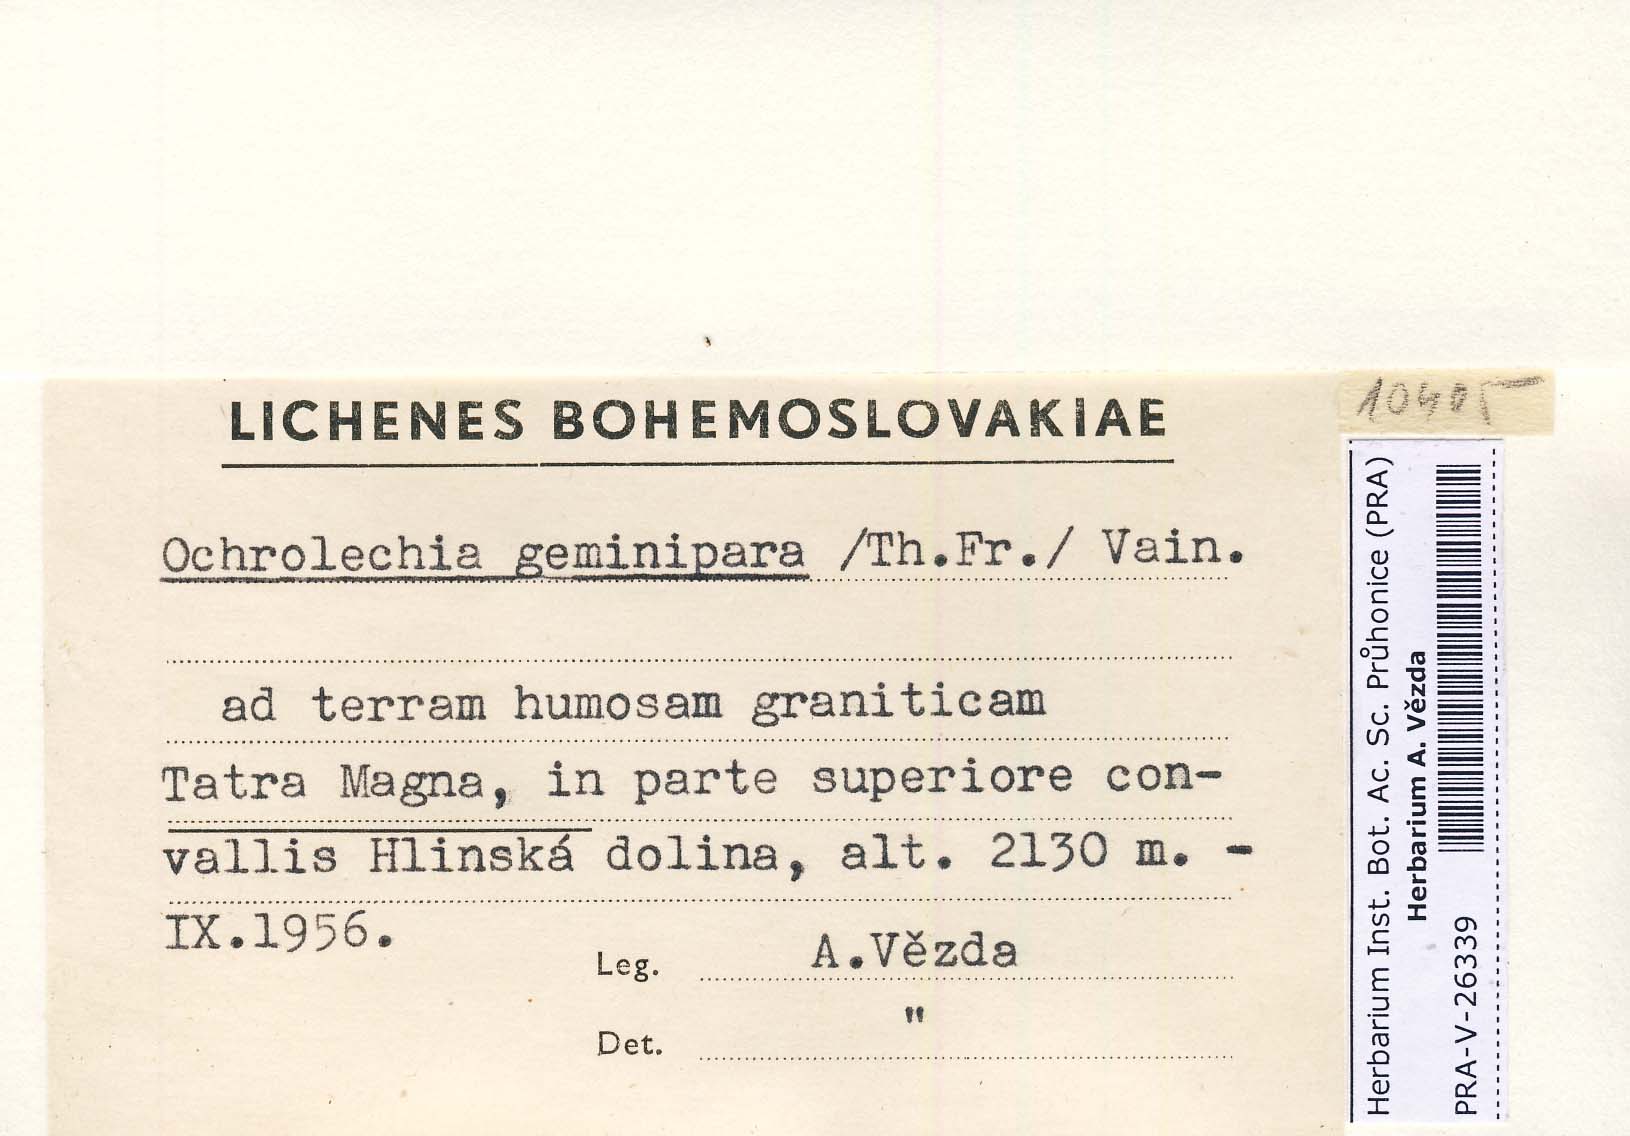 LICHENES BOHEMOSLOVAKIAE
Ochrolechia geminipara /Th.Fr./ Vain.
ad terram humosam graniticam
Tatra Magna, in parte superiore con-
vallis Hlinská dolina, alt. 2130 m. -
IX.1956.
Leg. A.Vězda
Det. "
Herbarium Inst. Bot. Ac. Sc. Průhonice (PRA)
Herbarium A. Vězda
PRA-V-26339